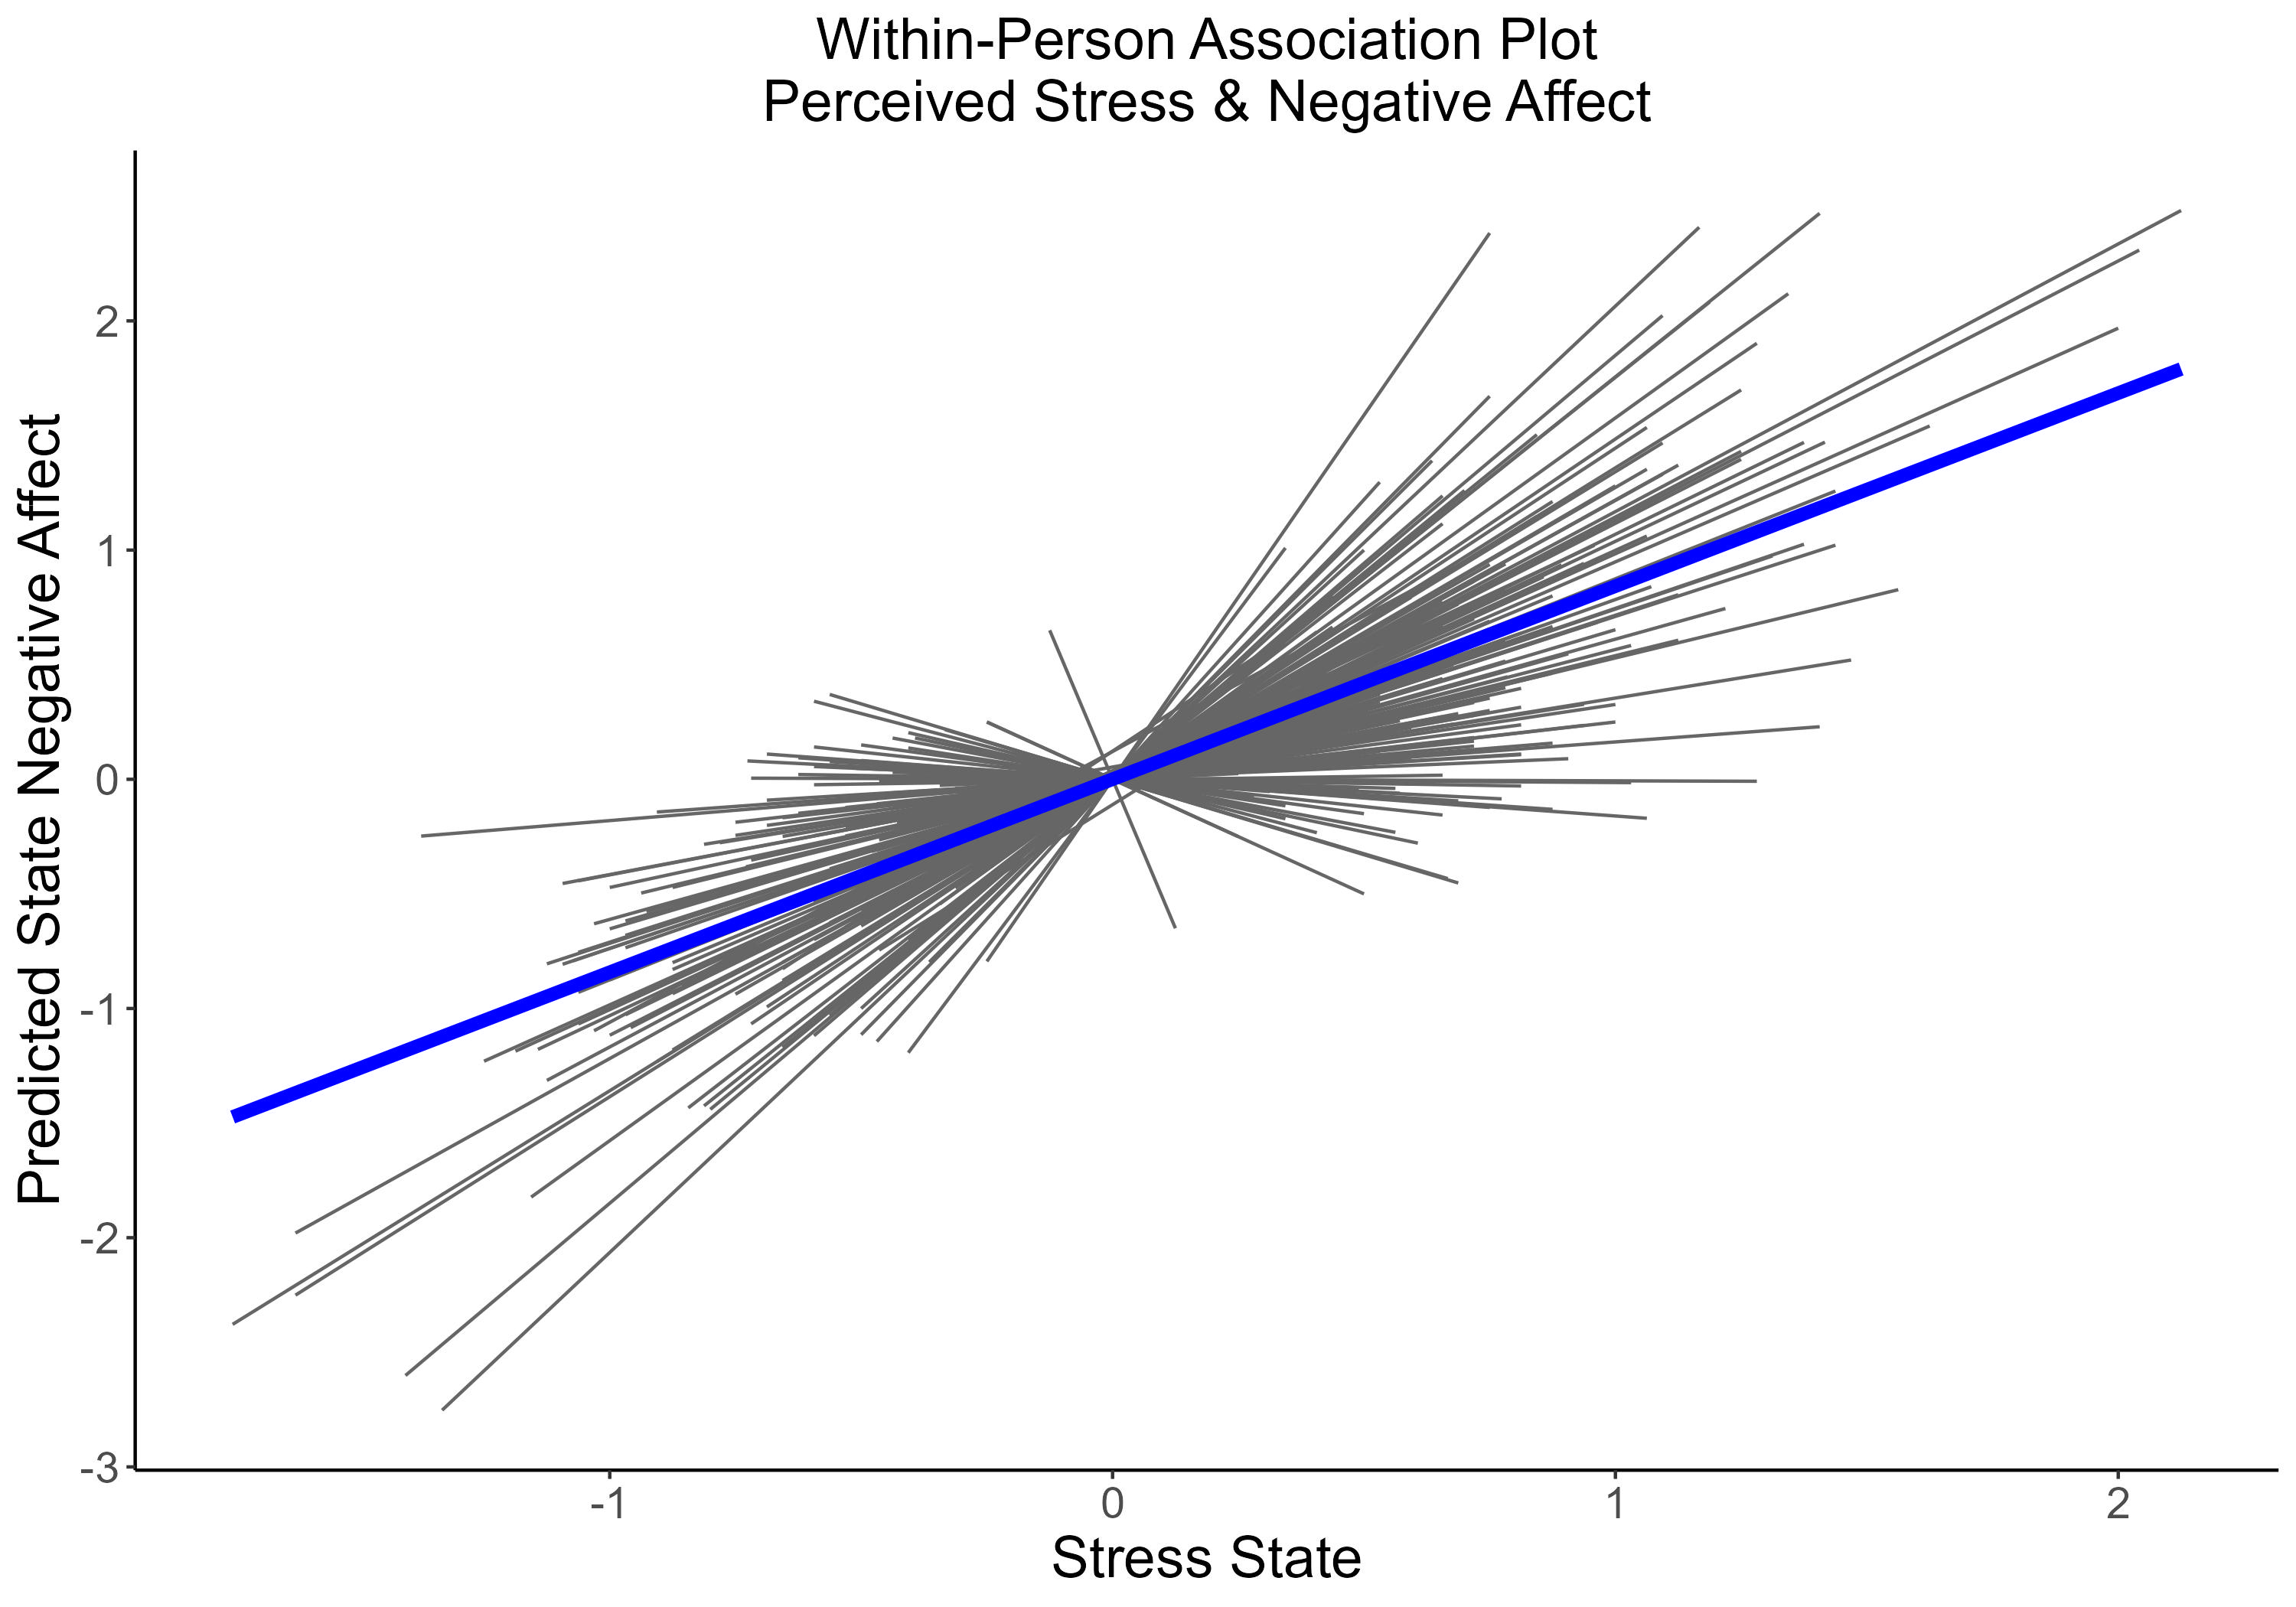 Within-Person Association Plot
Perceived Stress & Negative Affect
Predicted State Negative Affect
2
1
0
-1
-2
-3
-1
0
1
2
Stress State